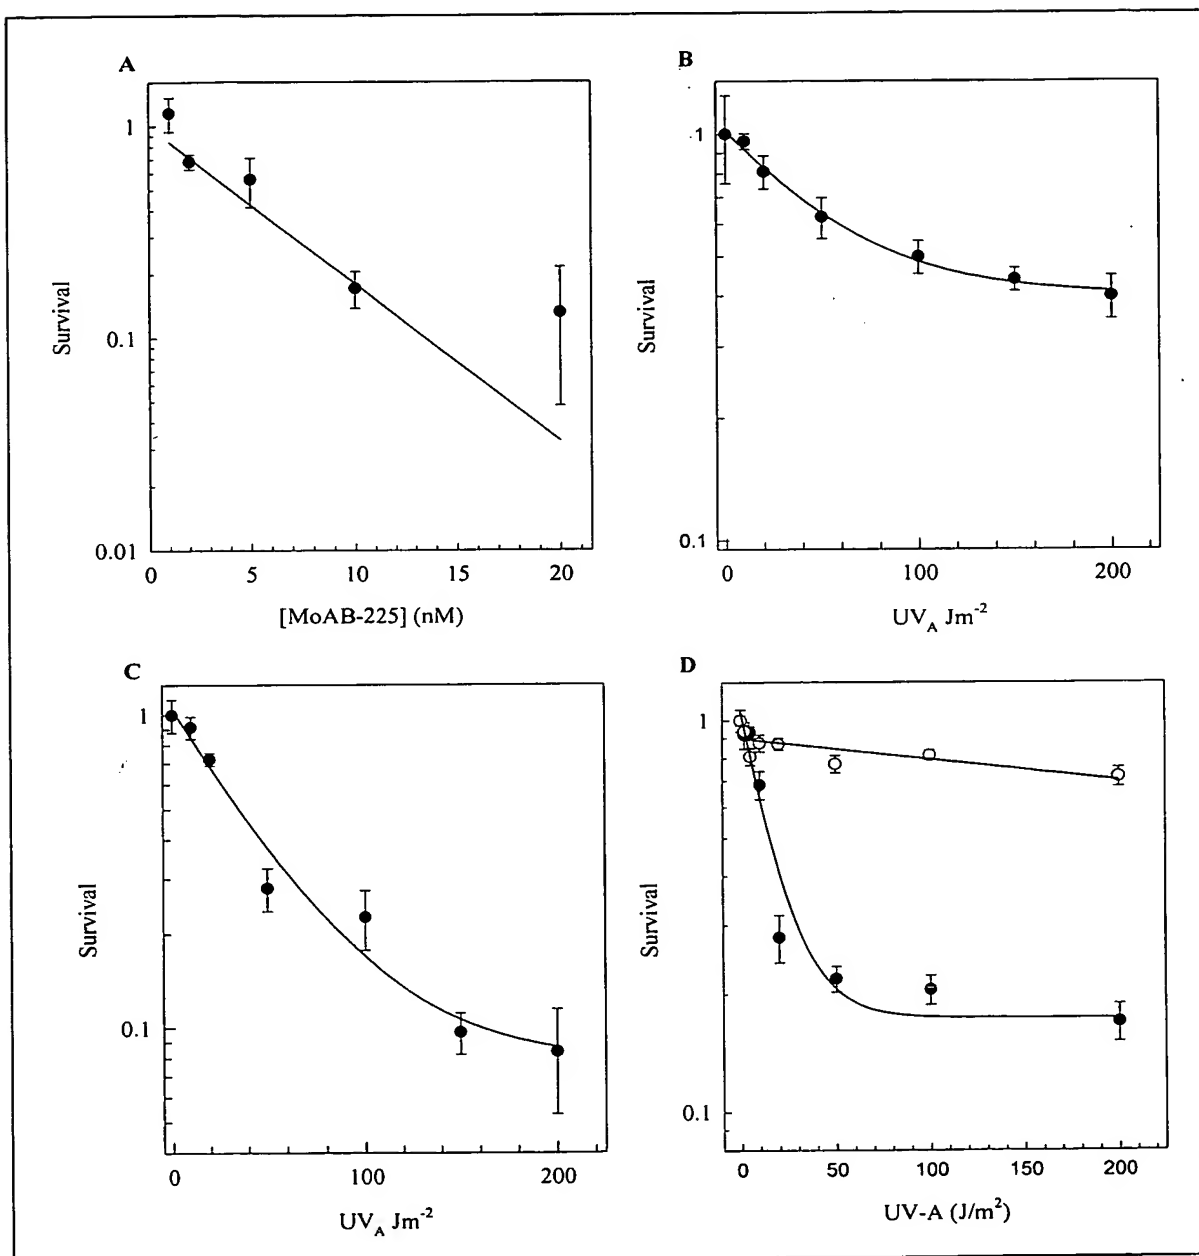 A
1
0.1
0.01
Survival
0 5 10 15 20
[MoAB-225] (nM)
B
1
0.1
Survival
0 100 200
UV_A Jm^-2
C
1
0.1
Survival
0 100 200
UV_A Jm^-2
D
1
0.1
Survival
0 50 100 150 200
UV-A (J/m^2)